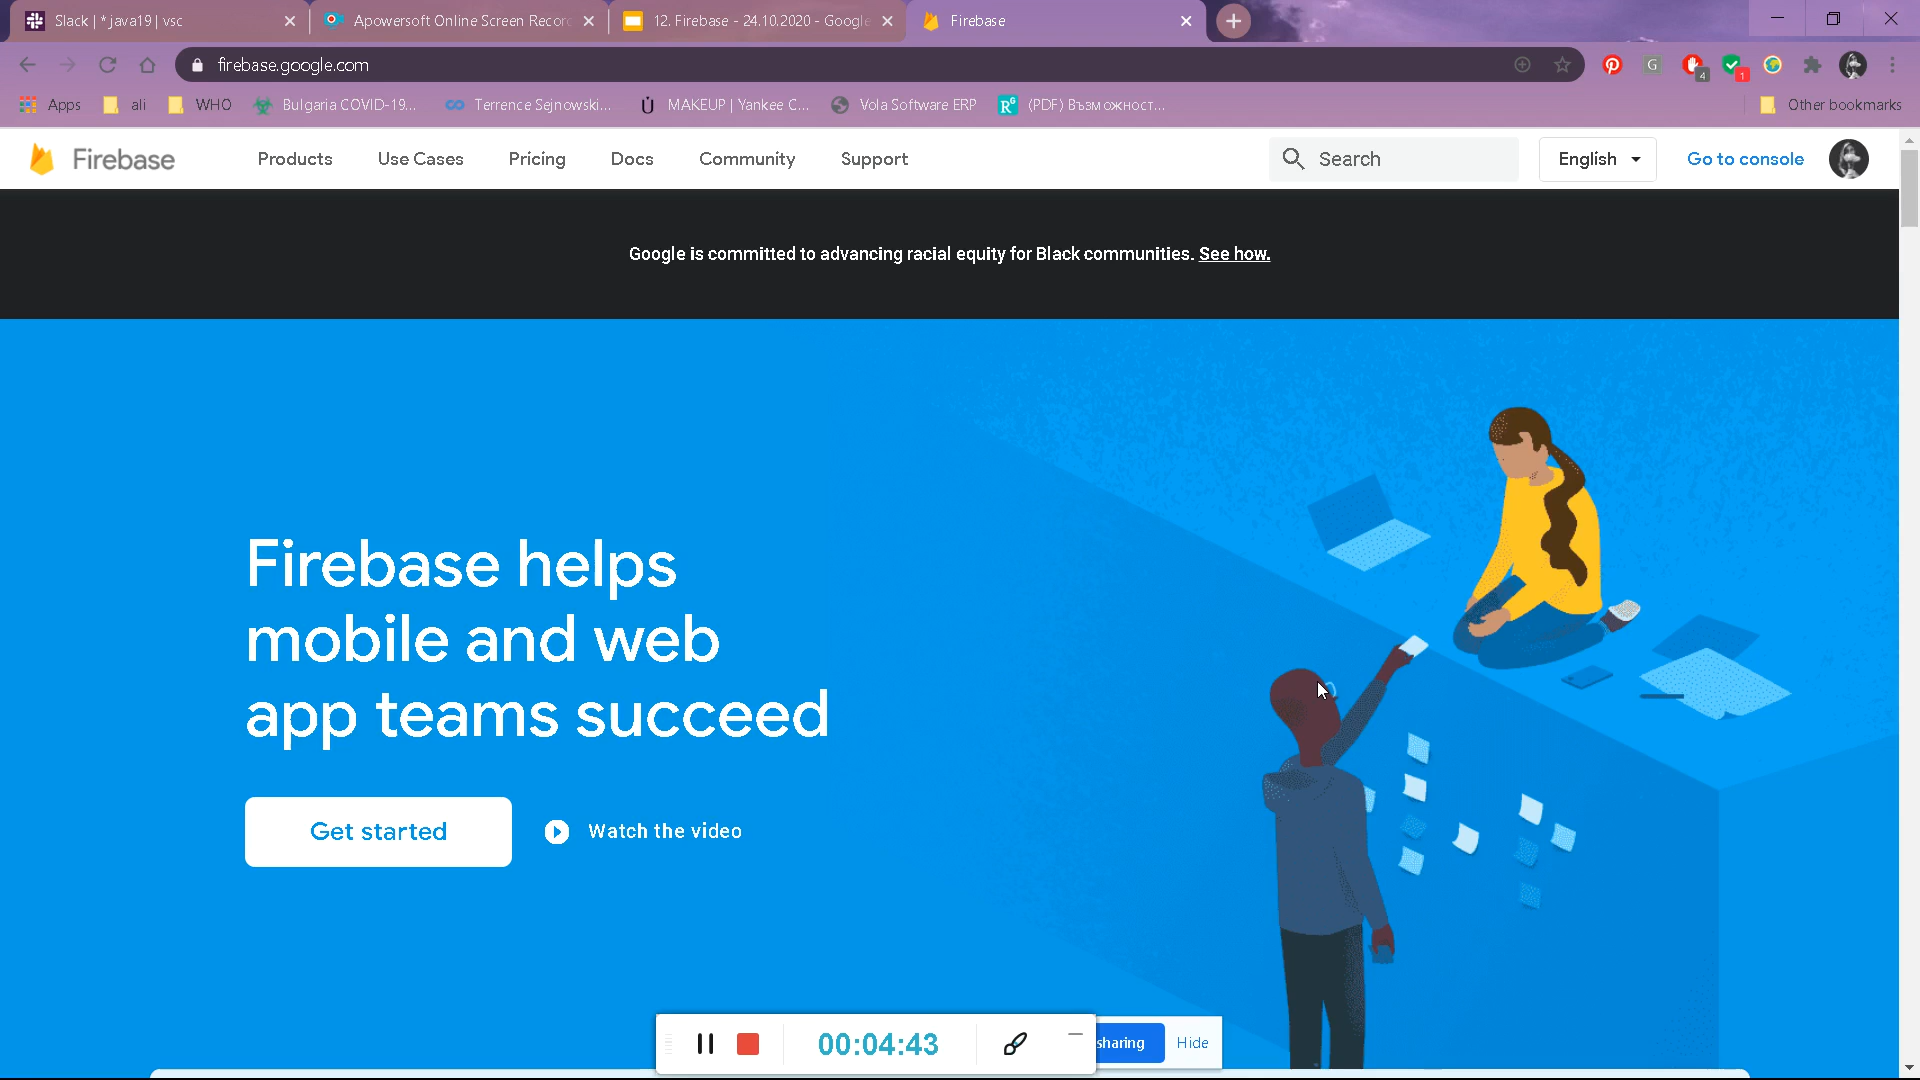 Slack | * java19 | vsc
Apowersoft Online Screen Recor
12. Firebase - 24.10.2020 - Google
Firebase
firebase.google.com
G
4
1
Apps
ali
WHO
Bulgaria COVID-19...
Terrence Sejnowski...
MAKEUP | Yankee C...
Vola Software ERP
(PDF) Възможност...
Other bookmarks
Firebase
Products
Use Cases
Pricing
Docs
Community
Support
Search
English
Go to console
Google is committed to advancing racial equity for Black communities. See how.
Firebase helps
mobile and web
app teams succeed
Get started
Watch the video
00:04:43
sharing
Hide